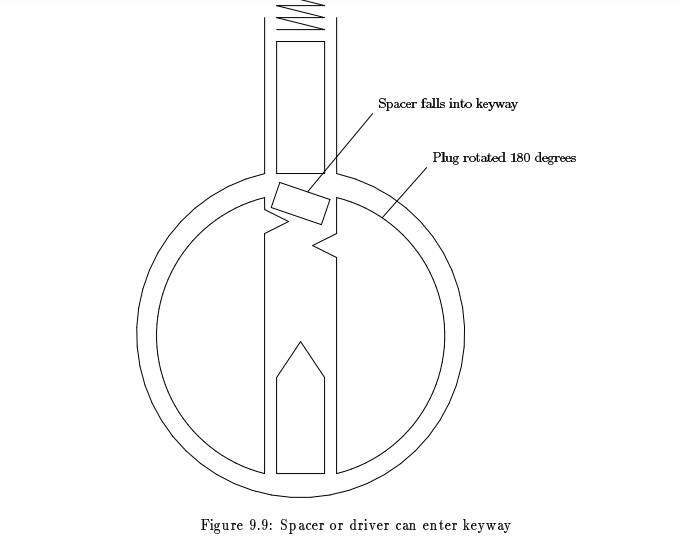 Spacer falls into keyway
Plug rotated 180 degrees
Figure 9.9: Spacer or driver can enter keyway